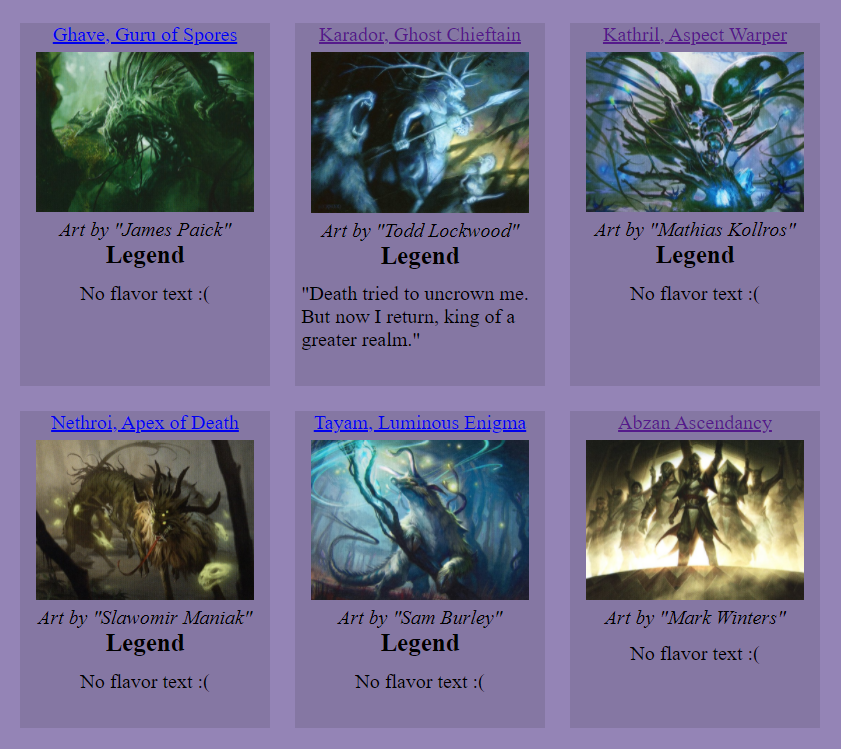 Ghave, Guru of Spores
Art by "James Paick"
Legend
No flavor text :(
Karador, Ghost Chieftain
Art by "Todd Lockwood"
Legend
"Death tried to uncrown me.
But now I return, king of a
greater realm."
Kathril, Aspect Warper
Art by "Mathias Kollros"
Legend
No flavor text :(
Nethroi, Apex of Death
Art by "Slawomir Maniak"
Legend
No flavor text :(
Tayam, Luminous Enigma
Art by "Sam Burley"
Legend
No flavor text :(
Abzan Ascendancy
Art by "Mark Winters"
No flavor text :(